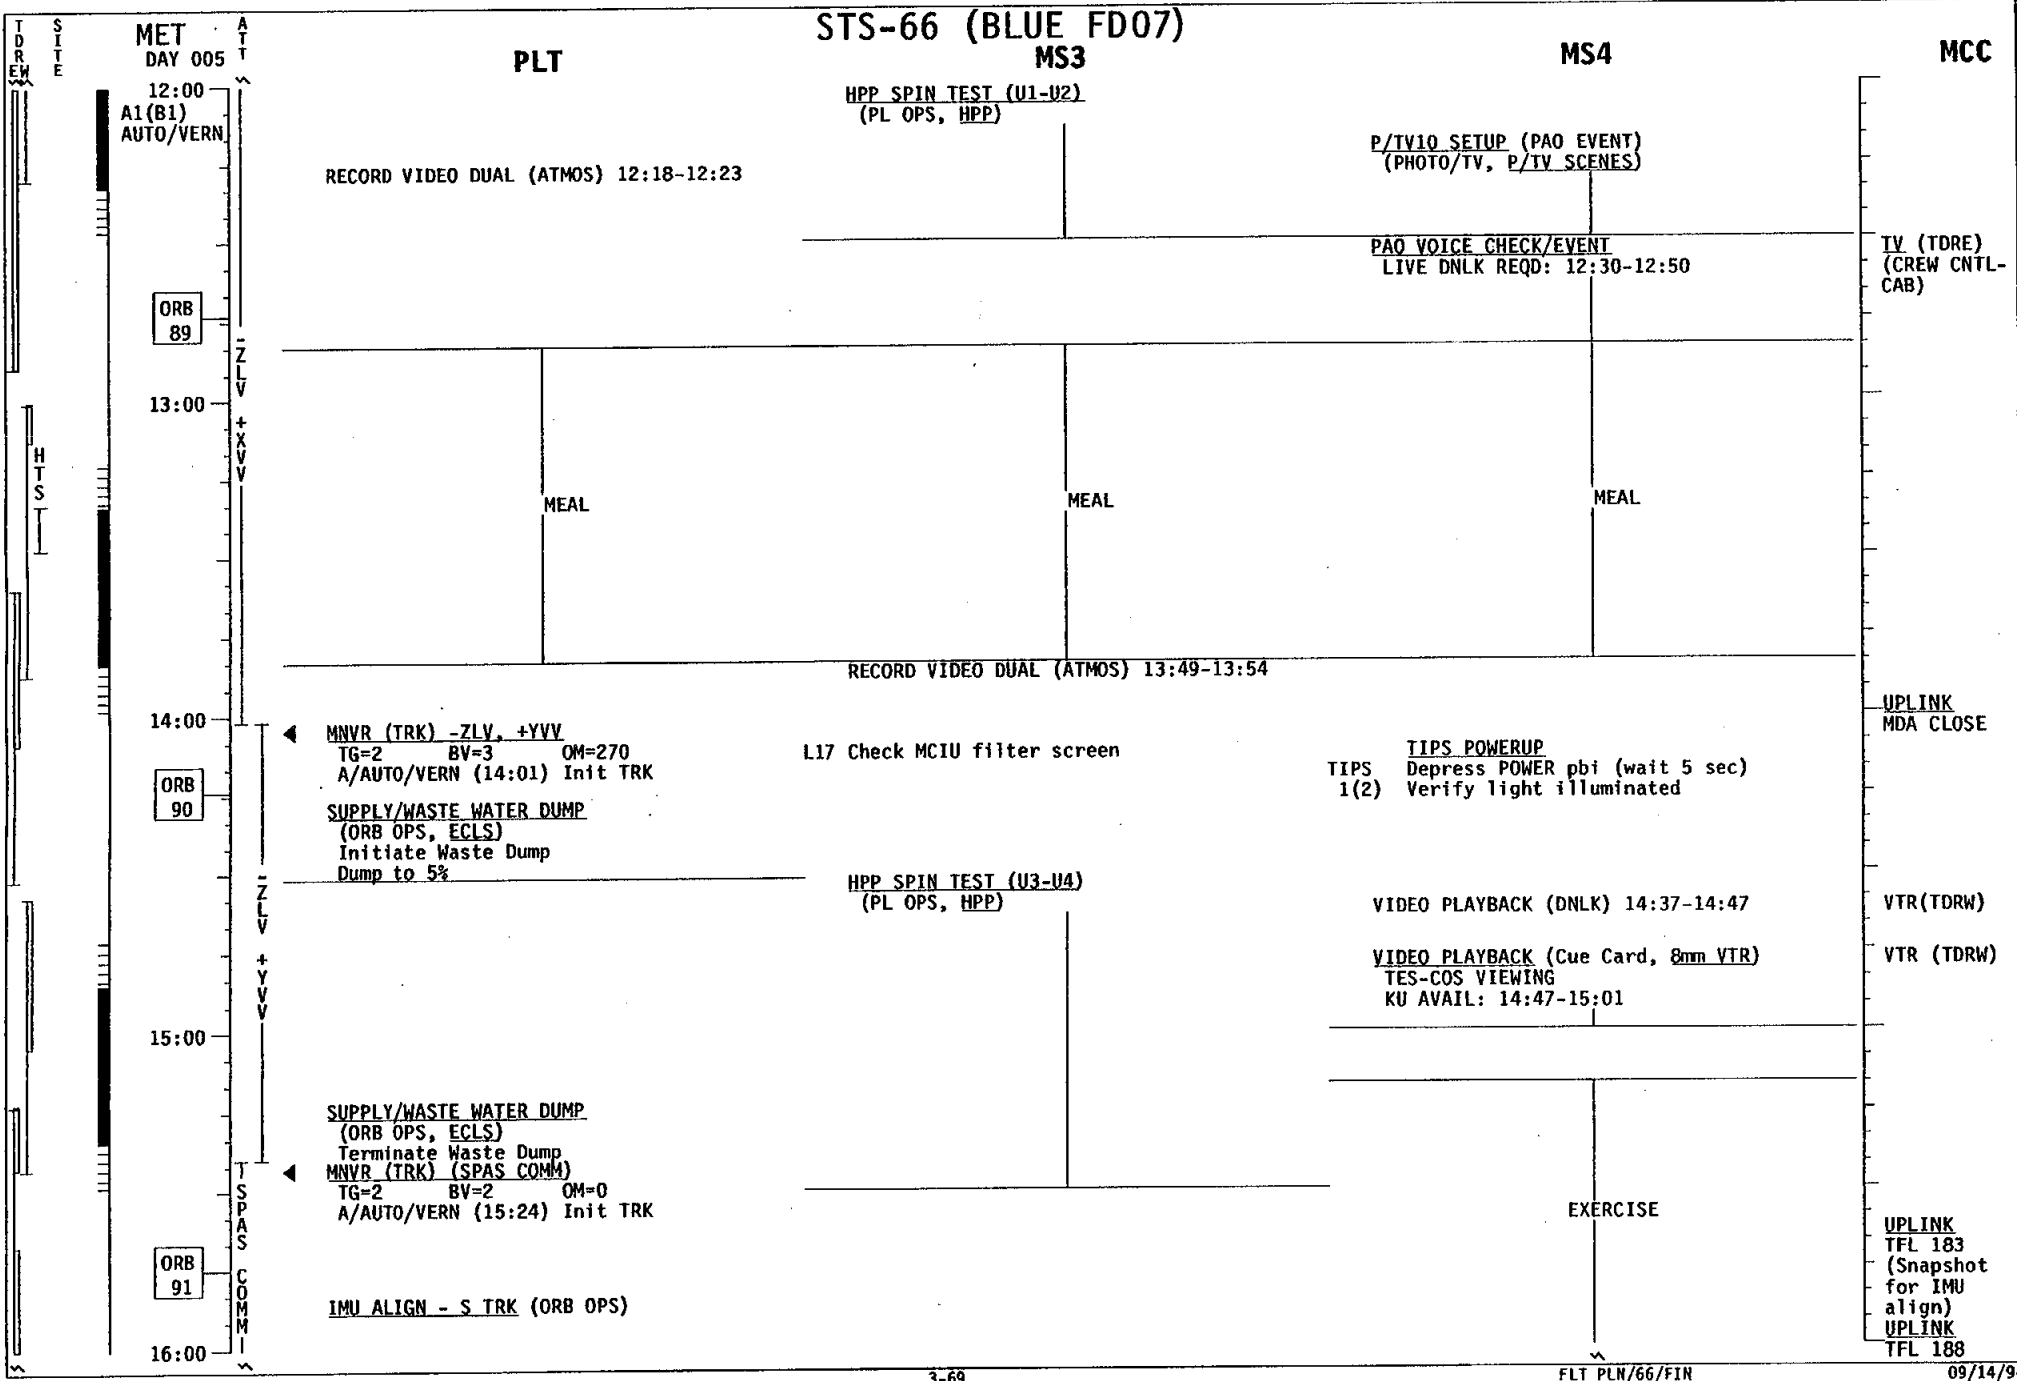 STS-66 (BLUE FD07)
TDRE W
SITE
MET
DAY 005
ATT
PLT
MS3
MS4
MCC
12:00
A1(B1)
AUTO/VERN
ORB
89
13:00
14:00
ORB
90
15:00
ORB
91
16:00
HTS
-ZLV +XVV
-ZLV +YVV
T SPAS COMM
RECORD VIDEO DUAL (ATMOS) 12:18-12:23
MEAL
MNVR (TRK) -ZLV, +YVV
TG=2 BV=3 OM=270
A/AUTO/VERN (14:01) Init TRK
SUPPLY/WASTE WATER DUMP
(ORB OPS, ECLS)
Initiate Waste Dump
Dump to 5%
SUPPLY/WASTE WATER DUMP
(ORB OPS, ECLS)
Terminate Waste Dump
MNVR (TRK) (SPAS COMM)
TG=2 BV=2 OM=0
A/AUTO/VERN (15:24) Init TRK
IMU ALIGN - S TRK (ORB OPS)
HPP SPIN TEST (U1-U2)
(PL OPS, HPP)
MEAL
RECORD VIDEO DUAL (ATMOS) 13:49-13:54
L17 Check MCIU filter screen
HPP SPIN TEST (U3-U4)
(PL OPS, HPP)
P/TV10 SETUP (PAO EVENT)
(PHOTO/TV, P/TV SCENES)
PAO VOICE CHECK/EVENT
LIVE DNLK REQD: 12:30-12:50
MEAL
TIPS POWERUP
TIPS Depress POWER pbi (wait 5 sec)
1(2) Verify light illuminated
VIDEO PLAYBACK (DNLK) 14:37-14:47
VIDEO PLAYBACK (Cue Card, 8mm VTR)
TES-COS VIEWING
KU AVAIL: 14:47-15:01
EXERCISE
TV (TDRE)
(CREW CNTL-
CAB)
UPLINK
MDA CLOSE
VTR(TDRW)
VTR (TDRW)
UPLINK
TFL 183
(Snapshot
for IMU
align)
UPLINK
TFL 188
3-69
FLT PLN/66/FIN
09/14/9